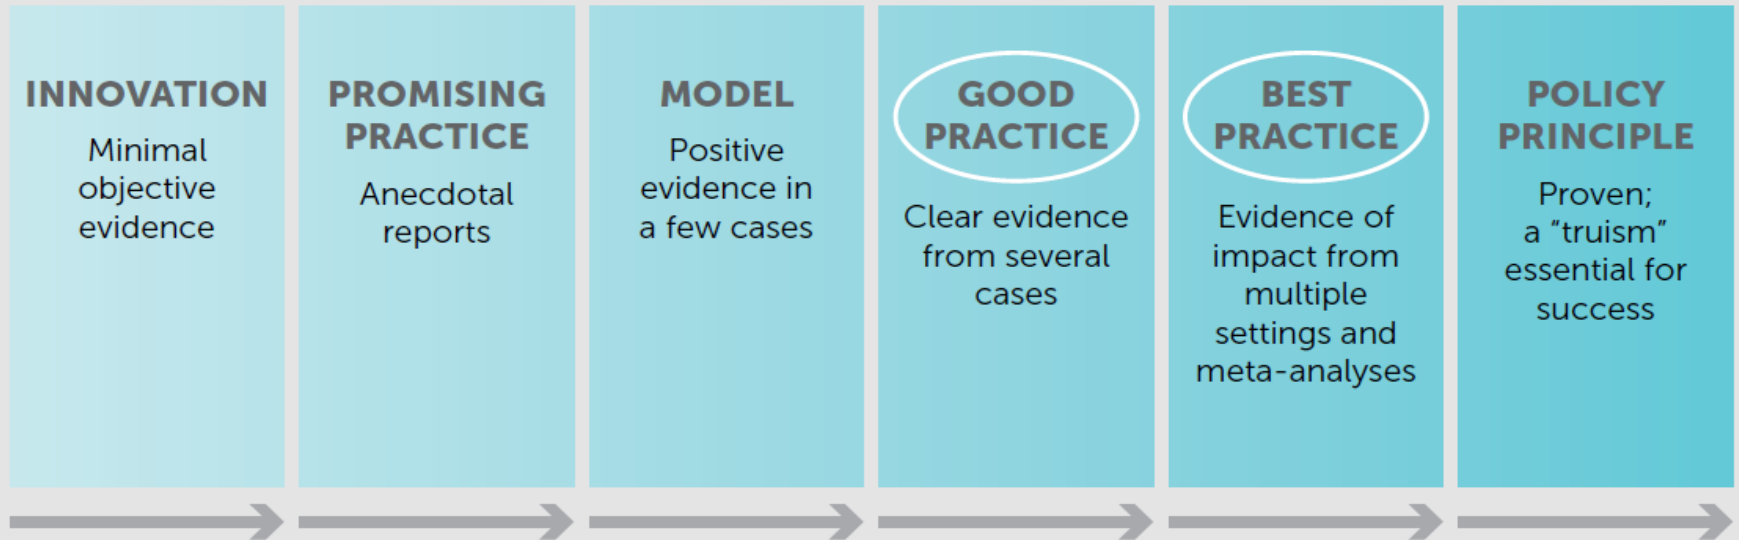 INNOVATION
Minimal
objective
evidence
PROMISING
PRACTICE
Anecdotal
reports
MODEL
Positive
evidence in
a few cases
GOOD
PRACTICE
Clear evidence
from several
cases
BEST
PRACTICE
Evidence of
impact from
multiple
settings and
meta-analyses
POLICY
PRINCIPLE
Proven;
a “truism”
essential for
success